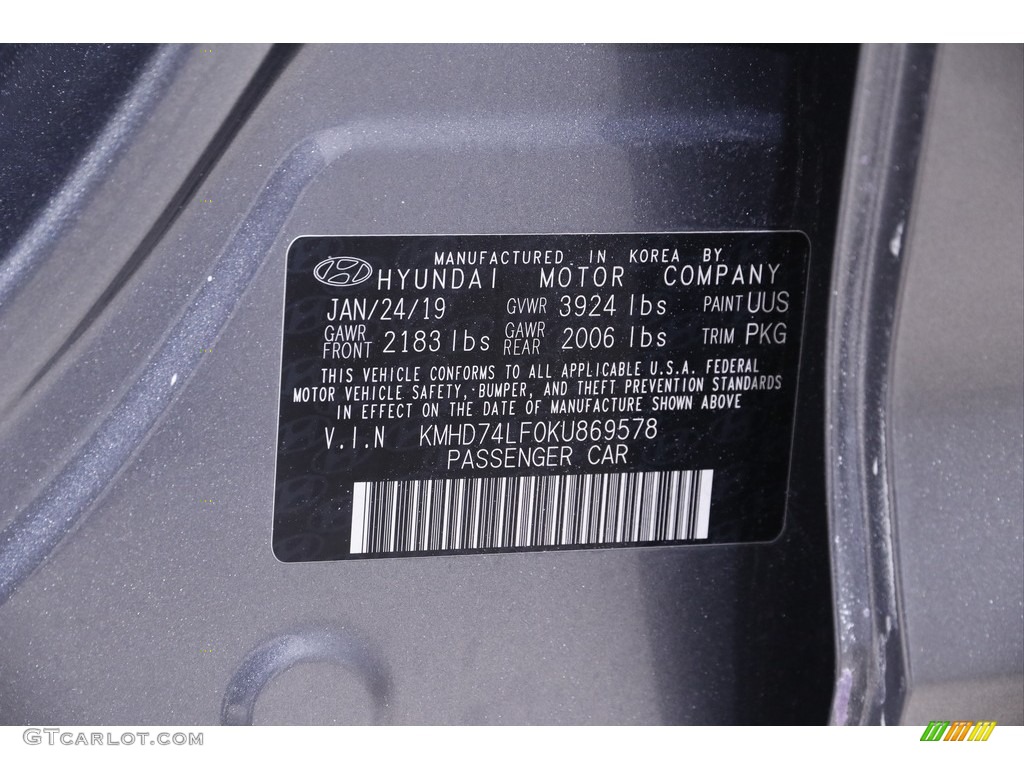 MANUFACTURED IN KOREA BY
HYUNDAI MOTOR COMPANY
JAN/24/19 GVWR 3924 lbs PAINT UUS
GAWR FRONT 2183 lbs GAWR REAR 2006 lbs TRIM PKG
THIS VEHICLE CONFORMS TO ALL APPLICABLE U.S.A. FEDERAL
MOTOR VEHICLE SAFETY, BUMPER, AND THEFT PREVENTION STANDARDS
IN EFFECT ON THE DATE OF MANUFACTURE SHOWN ABOVE
V.I.N KMHD74LF0KU869578
PASSENGER CAR
GTCarLot.com